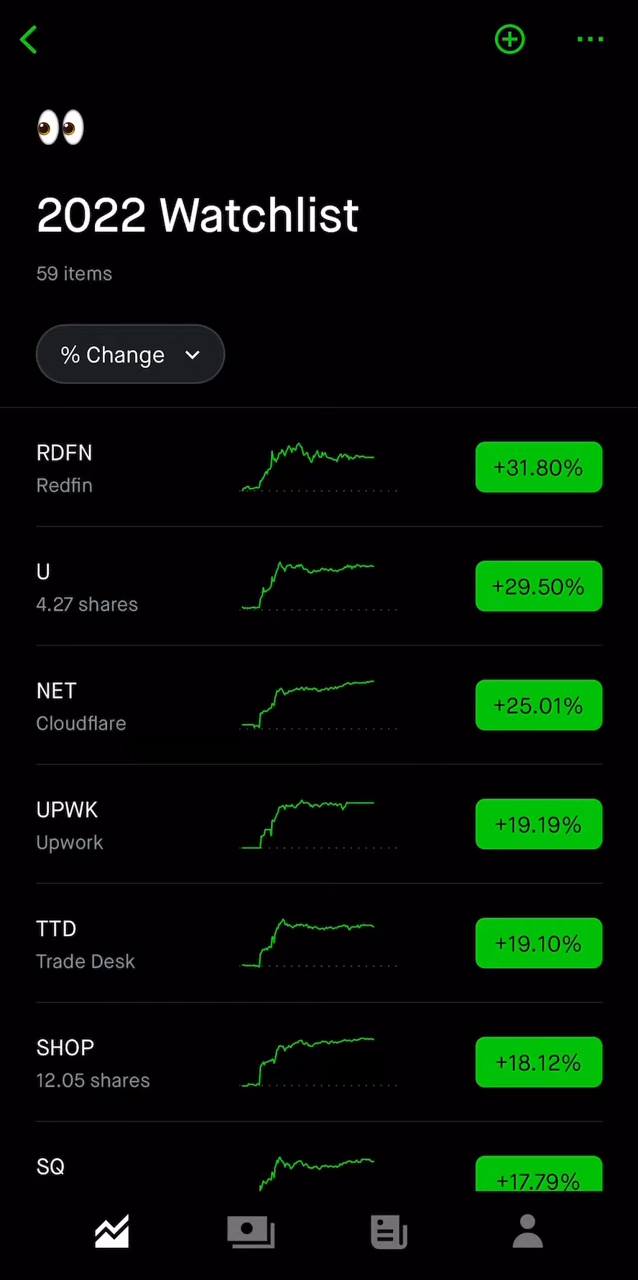 2022 Watchlist
59 items
% Change
RDFN
Redfin
+31.80%
U
4.27 shares
+29.50%
NET
Cloudflare
+25.01%
UPWK
Upwork
+19.19%
TTD
Trade Desk
+19.10%
SHOP
12.05 shares
+18.12%
SQ
+17.79%